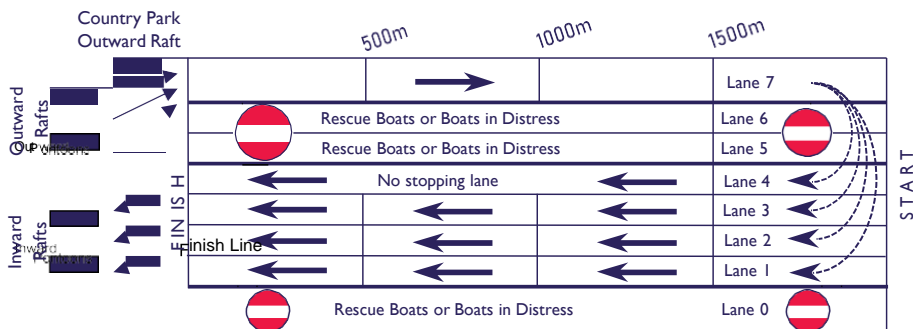 Country Park
Outward Raft
500m
1000m
1500m
Lane 7
Outward
Rafts
Rescue Boats or Boats in Distress
Lane 6
Rescue Boats or Boats in Distress
Lane 5
No stopping lane
Lane 4
Lane 3
Lane 2
Lane 1
FINISH
Finish Line
START
Inward
Rafts
Rescue Boats or Boats in Distress
Lane 0